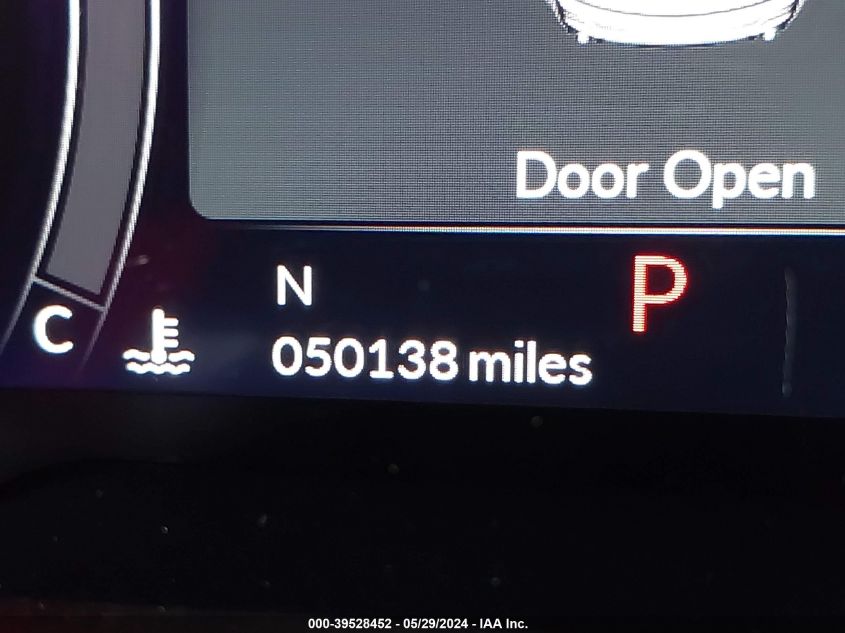 Door Open
N
P
C
050138 miles
000-39528452 - 05/29/2024 - IAA Inc.